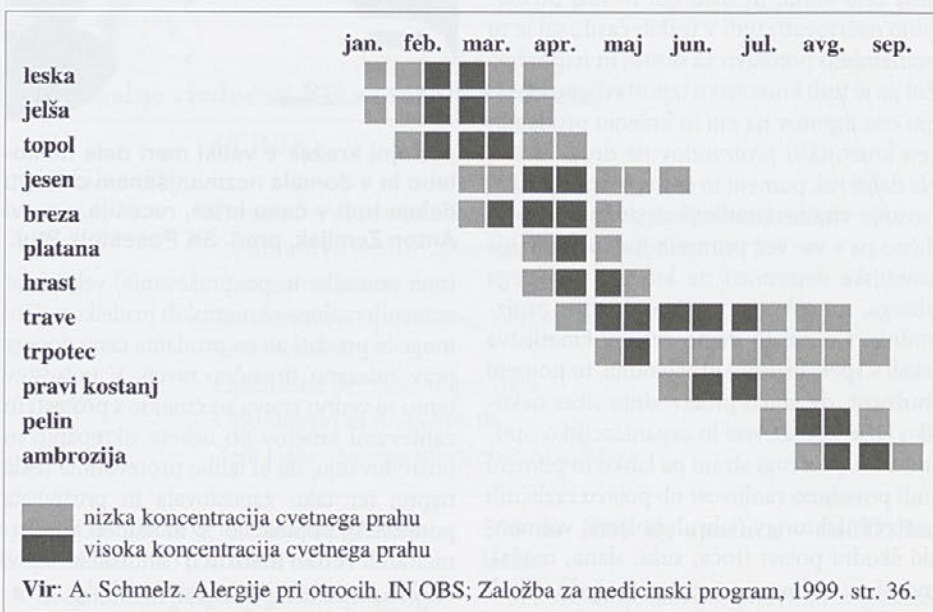 jan. feb. mar. apr. maj jun. jul. avg. sep.
leska
jelša
topol
jesen
breza
platana
hrast
trave
trpotec
pravi kostanj
pelin
ambrozija
nizka koncentracija cvetnega prahu
visoka koncentracija cvetnega prahu
Vir: A. Schmelz. Alergije pri otrocih. IN OBS; Založba za medicinski program, 1999. str. 36.